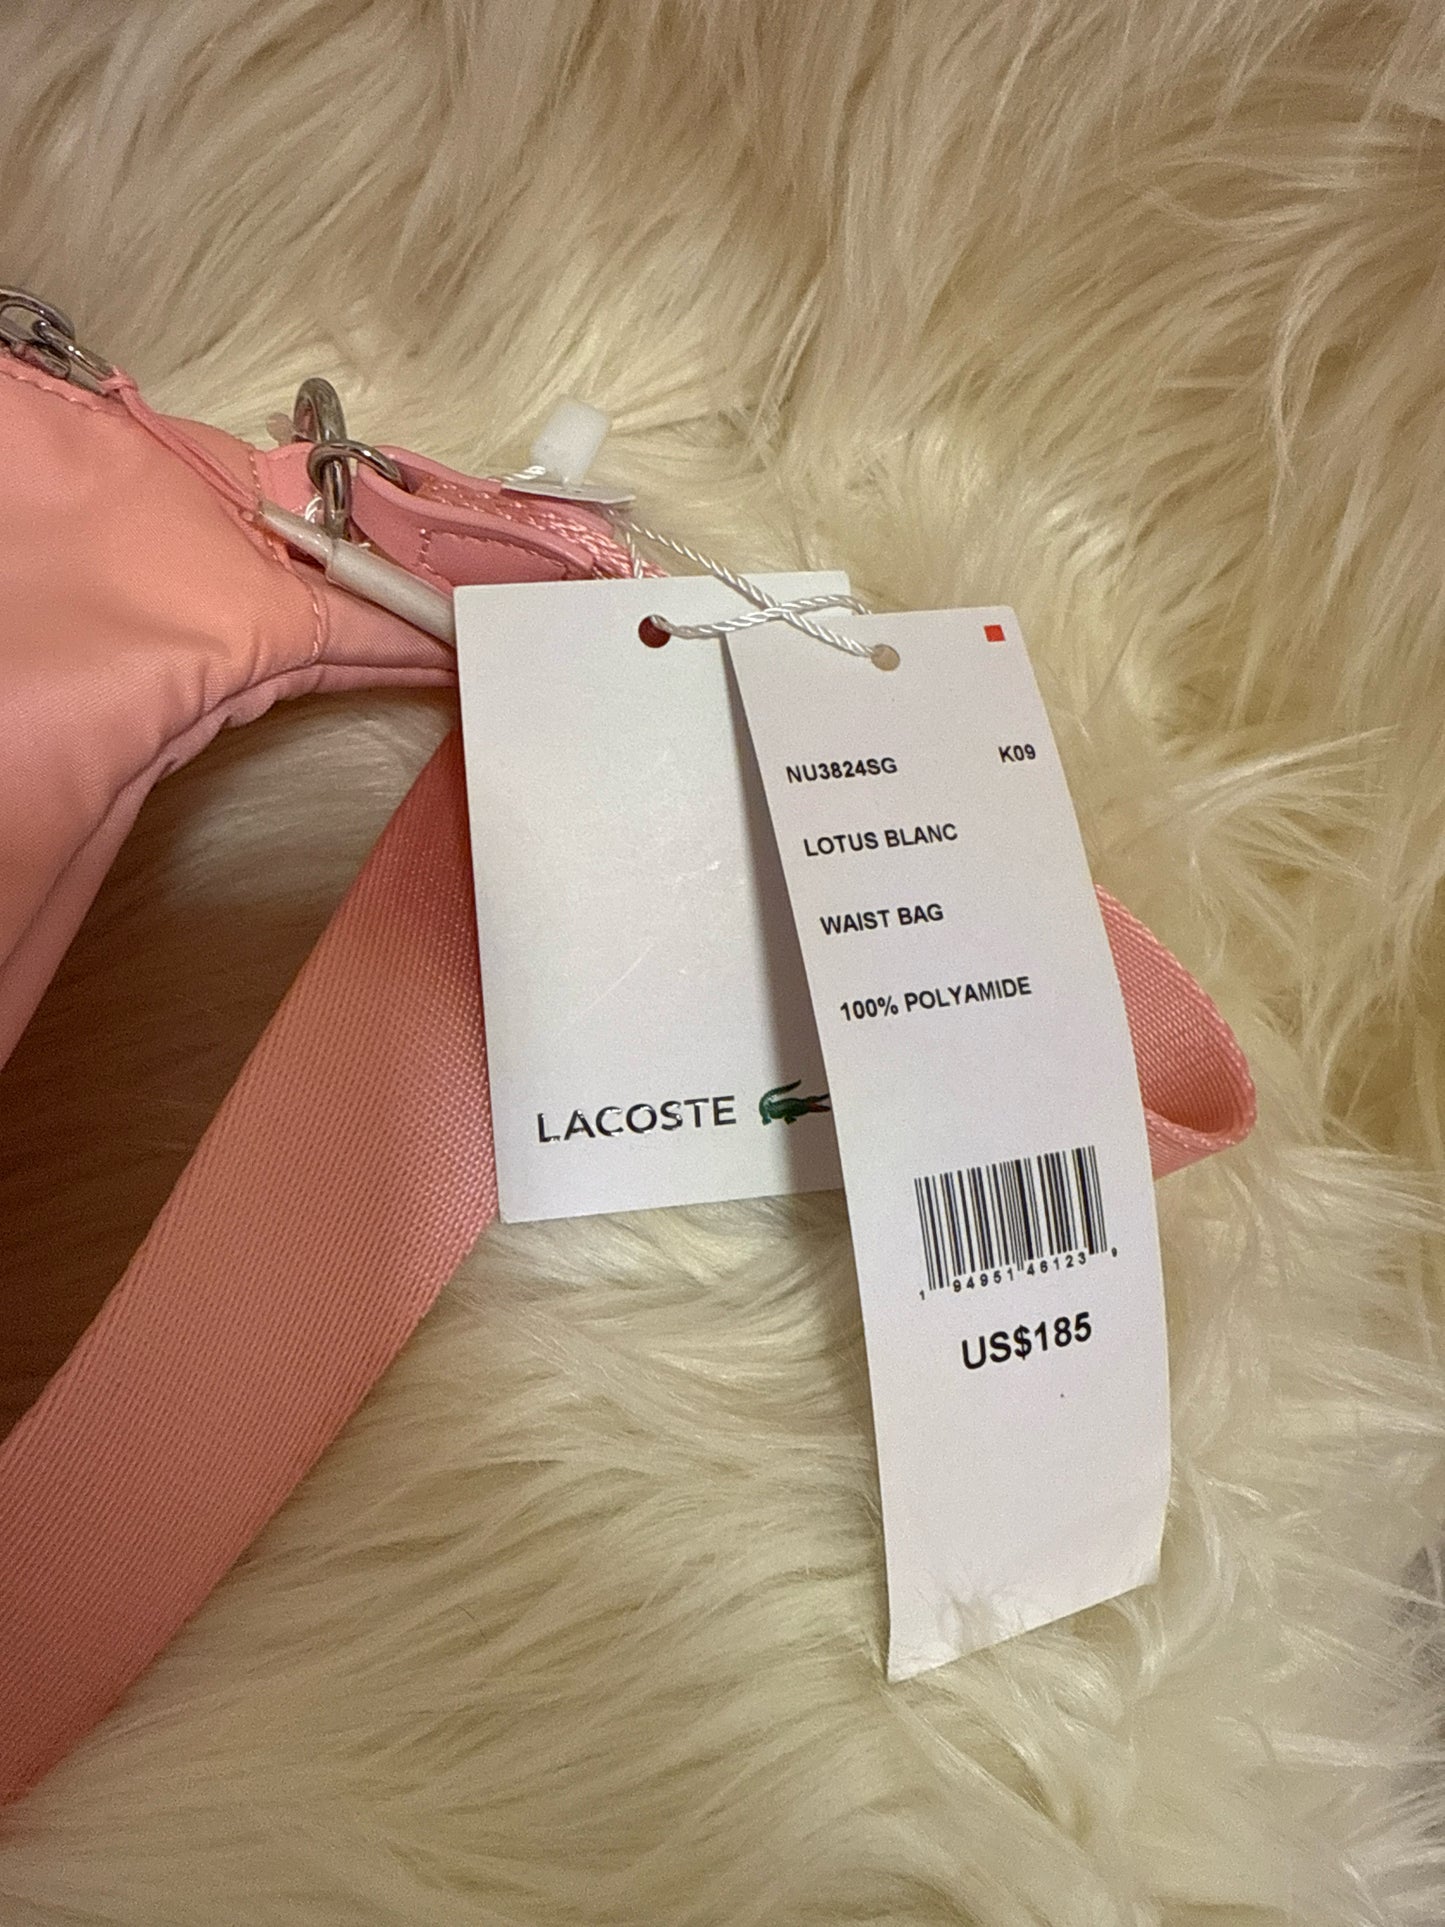 LACOSTE
NU3824SG K09
LOTUS BLANC
WAIST BAG
100% POLYAMIDE
1 94951 46123 9
US$185